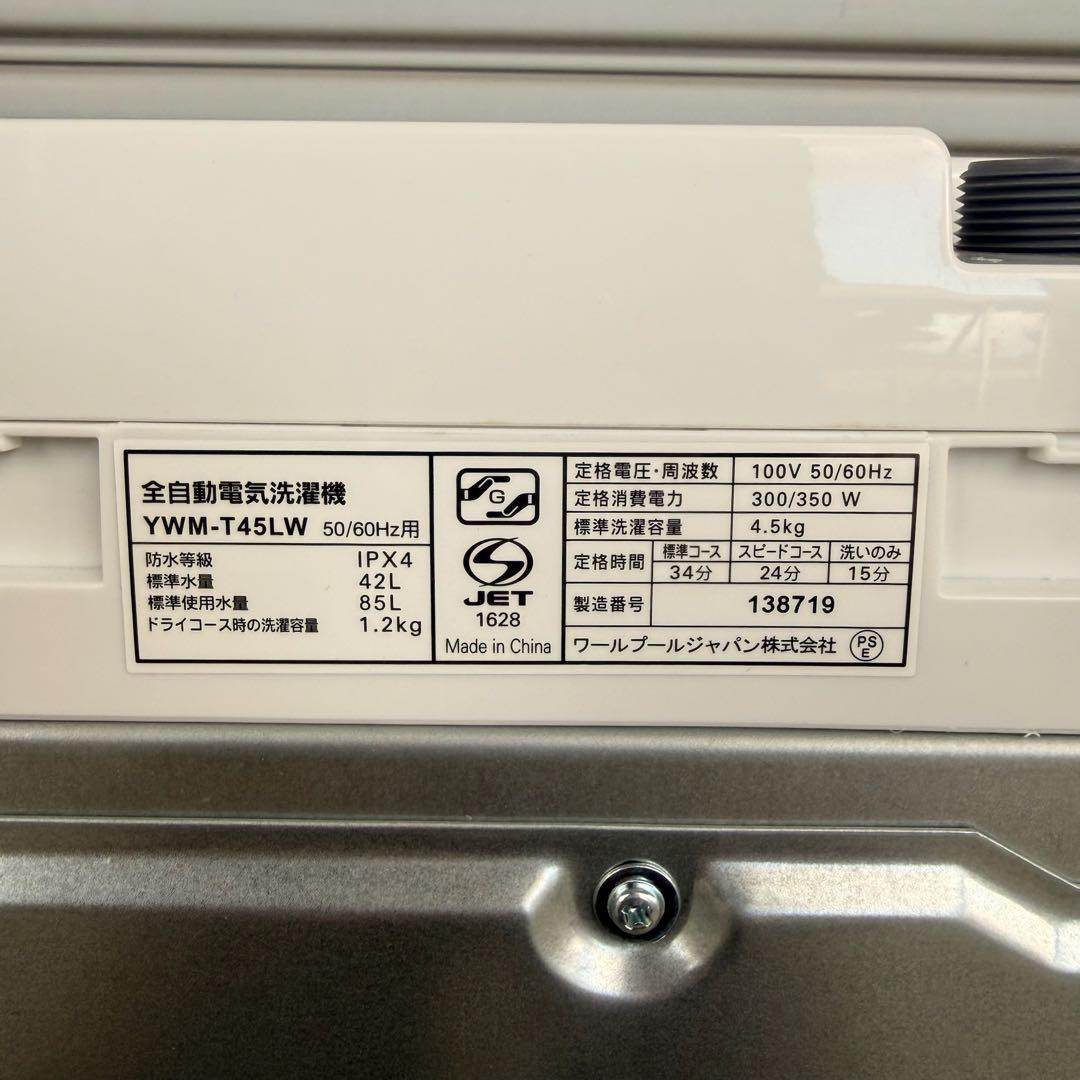 全自動電気洗濯機
YWM-T45LW 50/60Hz用
防水等級 IPX4
標準水量 42L
標準使用水量 85L
ドライコース時の洗濯容量 1.2kg
G
S
JET
1628
Made in China
定格電圧・周波数 100V 50/60Hz
定格消費電力 300/350 W
標準洗濯容量 4.5kg
定格時間 標準コース スピードコース 洗いのみ
34分 24分 15分
製造番号 138719
ワールプールジャパン株式会社 PSE